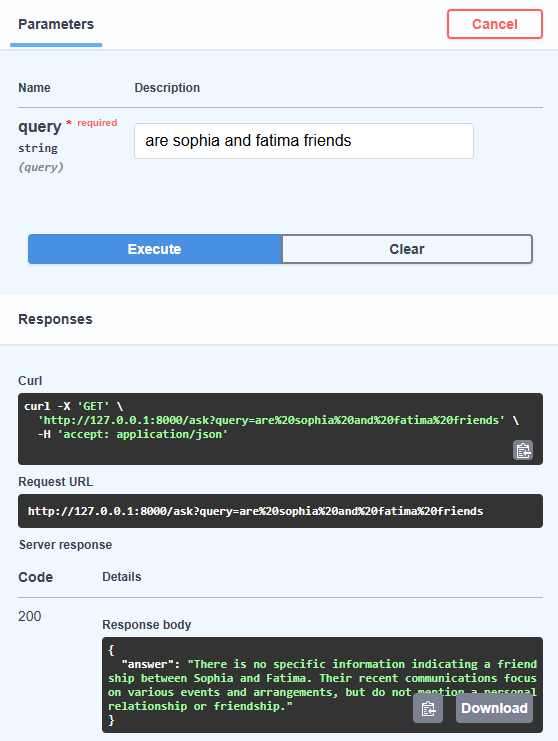 Parameters
Cancel
Name Description
query * required
string
(query)
are sophia and fatima friends
Execute Clear
Responses
Curl
curl -X 'GET' \
'http://127.0.0.1:8000/ask?query=are%20sophia%20and%20fatima%20friends' \
-H 'accept: application/json'
Request URL
http://127.0.0.1:8000/ask?query=are%20sophia%20and%20fatima%20friends
Server response
Code Details
200
Response body
{
"answer": "There is no specific information indicating a friend
ship between Sophia and Fatima. Their recent communications focus
on various events and arrangements, but do not mention a personal
relationship or friendship."
}
Download